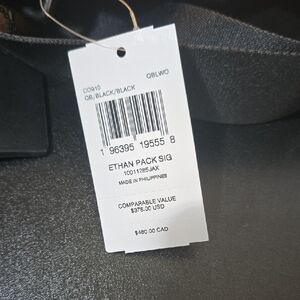 CO910 QBLWO
QB/BLACK/BLACK
1 96395 19555 8
ETHAN PACK SIG
10011285JAX
MADE IN PHILIPPINES
COMPARABLE VALUE
$378.00 USD
$480.00 CAD